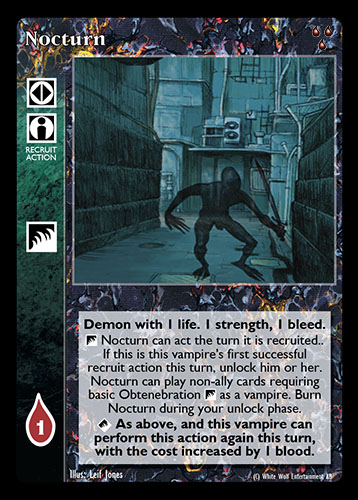 Nocturn
RECRUIT
ACTION
Demon with 1 life. 1 strength, 1 bleed.
Nocturn can act the turn it is recruited..
If this is this vampire's first successful
recruit action this turn, unlock him or her.
Nocturn can play non-ally cards requiring
basic Obtenebration as a vampire. Burn
Nocturn during your unlock phase.
As above, and this vampire can
perform this action again this turn,
with the cost increased by 1 blood.
1
Illus: Leif Jones